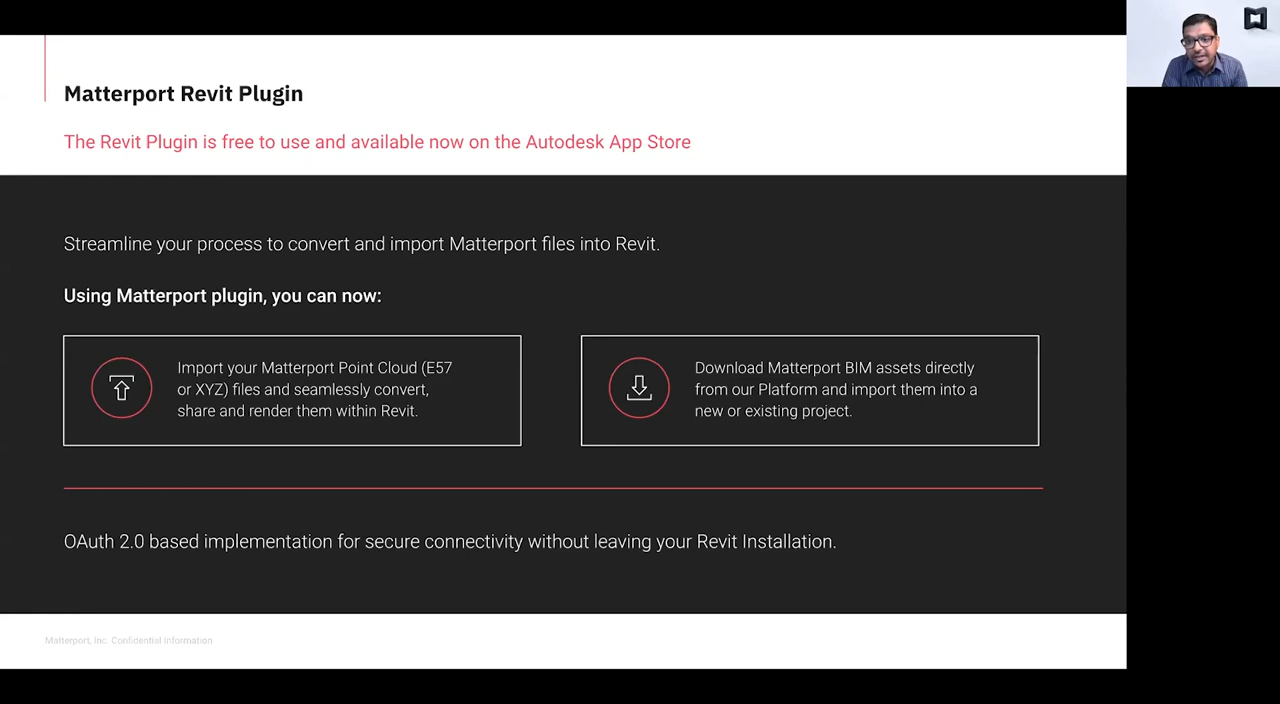 Matterport Revit Plugin
The Revit Plugin is free to use and available now on the Autodesk App Store
Streamline your process to convert and import Matterport files into Revit.
Using Matterport plugin, you can now:
Import your Matterport Point Cloud (E57
or XYZ) files and seamlessly convert,
share and render them within Revit.
Download Matterport BIM assets directly
from our Platform and import them into a
new or existing project.
OAuth 2.0 based implementation for secure connectivity without leaving your Revit Installation.
Matterport, Inc. Confidential Information